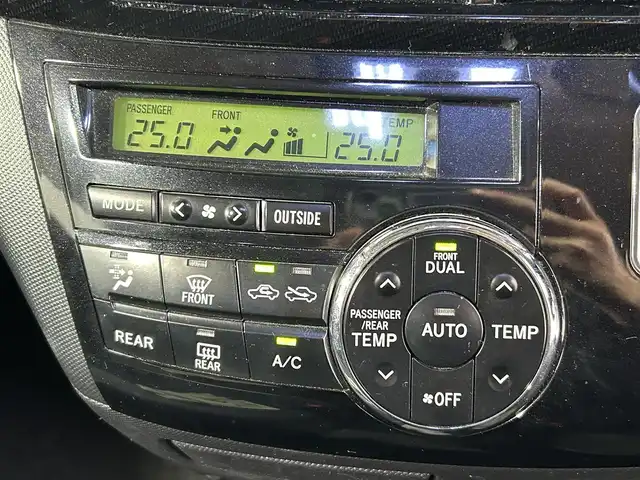 PASSENGER FRONT TEMP
25.0 25.0
MODE OUTSIDE
FRONT
DUAL
FRONT
PASSENGER
/REAR
TEMP
AUTO
TEMP
REAR
REAR
A/C
OFF